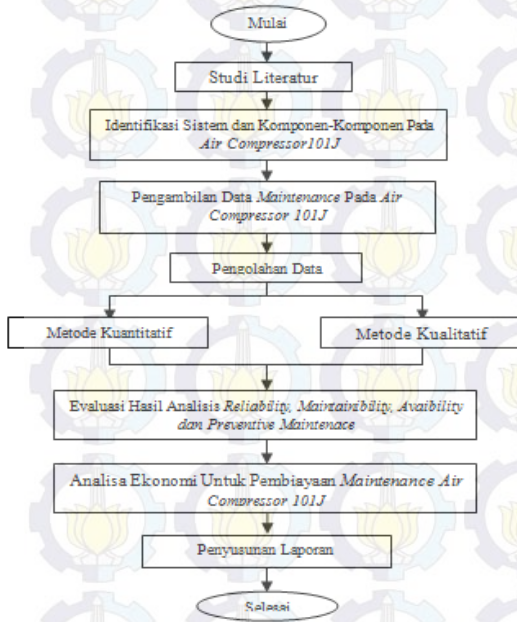 Mulai
Studi Literatur
Identifikasi Sistem dan Komponen-Komponen Pada
Air Compressor101J
Pengambilan Data Maintenance Pada Air
Compressor 101J
Pengolahan Data
Metode Kuantitatif
Metode Kualitatif
Evaluasi Hasil Analisis Reliability, Maintainibility, Avaibility
dan Preventive Maintenace
Analisa Ekonomi Untuk Pembiayaan Maintenance Air
Compressor 101J
Penyusunan Laporan
Selesai